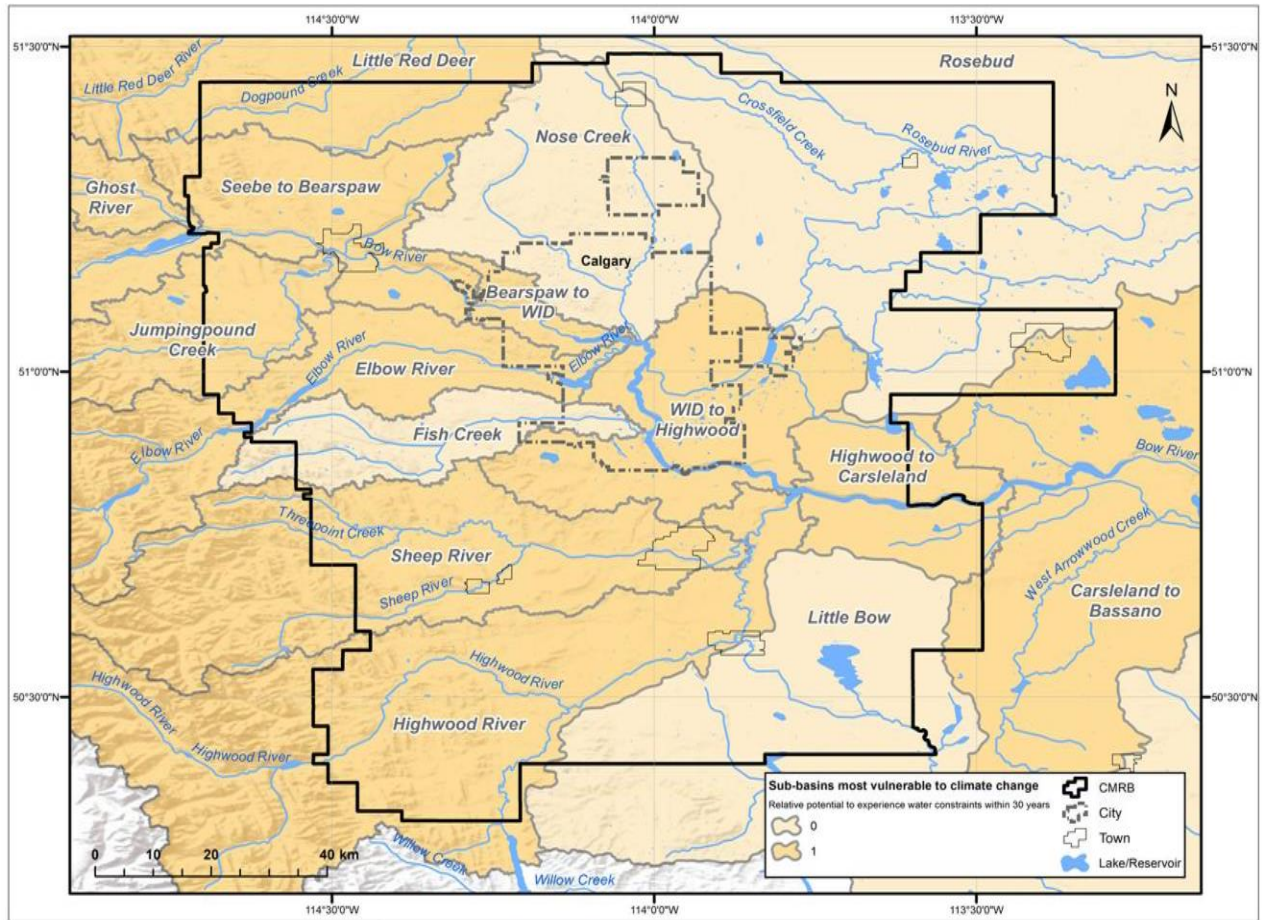 114°30'0"W
114°0'0"W
113°30'0"W
51°30'0"N
51°30'0"N
Little Red Deer
Rosebud
Little Red Deer River
Dogpound Creek
N
Crossfield Creek
Nose Creek
Rosebud River
Ghost
River
Seebe to Bearspaw
Bow River
Calgary
Bearspaw to
WID
Jumpingpound
Creek
Elbow River
Elbow River
Elbow River
51°0'0"N
51°0'0"N
WID to
Highwood
Fish Creek
Elbow River
Highwood to
Carsleland
Bow River
Threepoint Creek
West Arrowwood Creek
Sheep River
Sheep River
Carsleland to
Bassano
Little Bow
Highwood River
Highwood River
50°30'0"N
50°30'0"N
Highwood River
Highwood River
Sub-basins most vulnerable to climate change
Relative potential to experience water constraints within 30 years
0
1
CMRB
City
Town
Lake/Reservoir
Willow Creek
Willow Creek
0 10 20 40 km
114°30'0"W
114°0'0"W
113°30'0"W